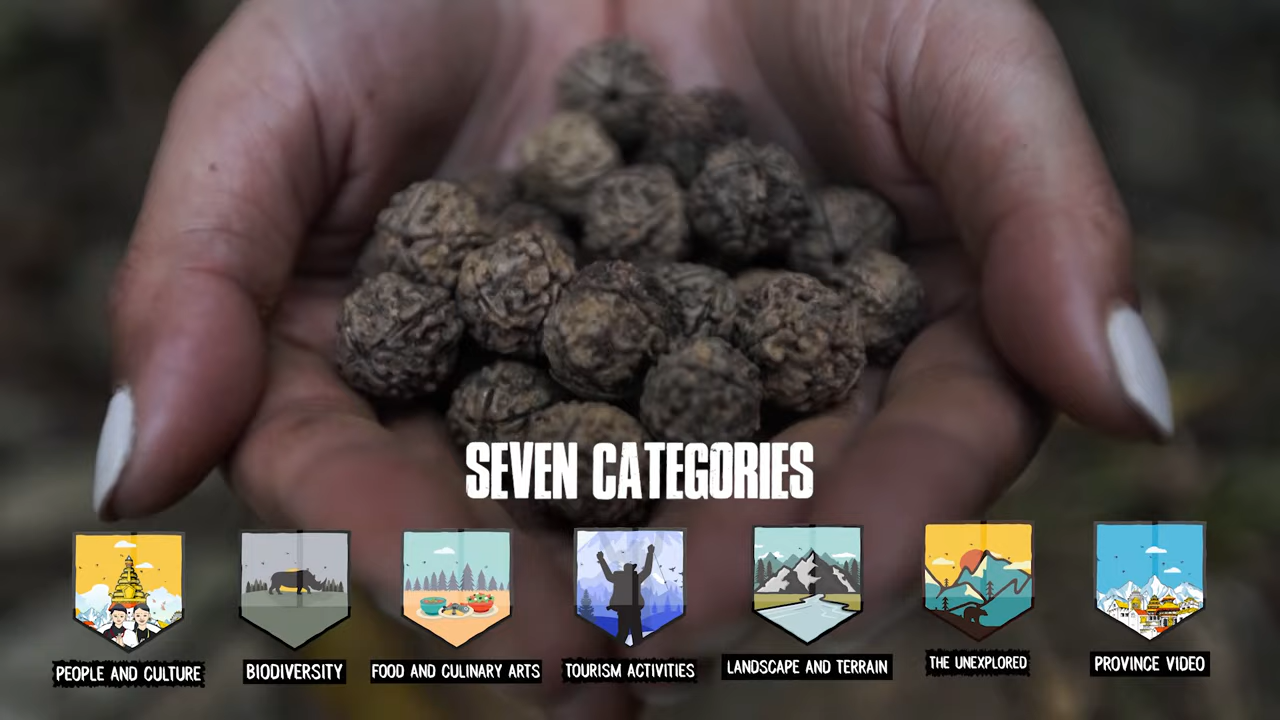 SEVEN CATEGORIES
PEOPLE AND CULTURE
BIODIVERSITY
FOOD AND CULINARY ARTS
TOURISM ACTIVITIES
LANDSCAPE AND TERRAIN
THE UNEXPLORED
PROVINCE VIDEO